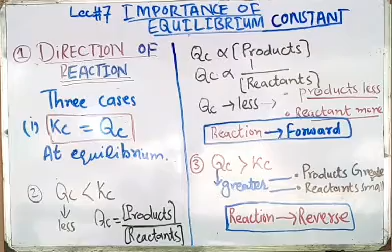 Lec#7 IMPORTANCE OF
EQUILIBRIUM CONSTANT
① DiRECTION OF
REACTION
Three cases
(i) Kc = Qc
At equilibrium.
② Qc < Kc
less
Qc = [Products]
[Reactants]
Qc ∝ [Products]
Qc ∝ 1
[Reactants]
Qc → less → - products less
- Reactant more
Reaction → Forward
③ Qc > Kc
greater
• Products Greate
• Reactants Smal
Reaction → Reverse